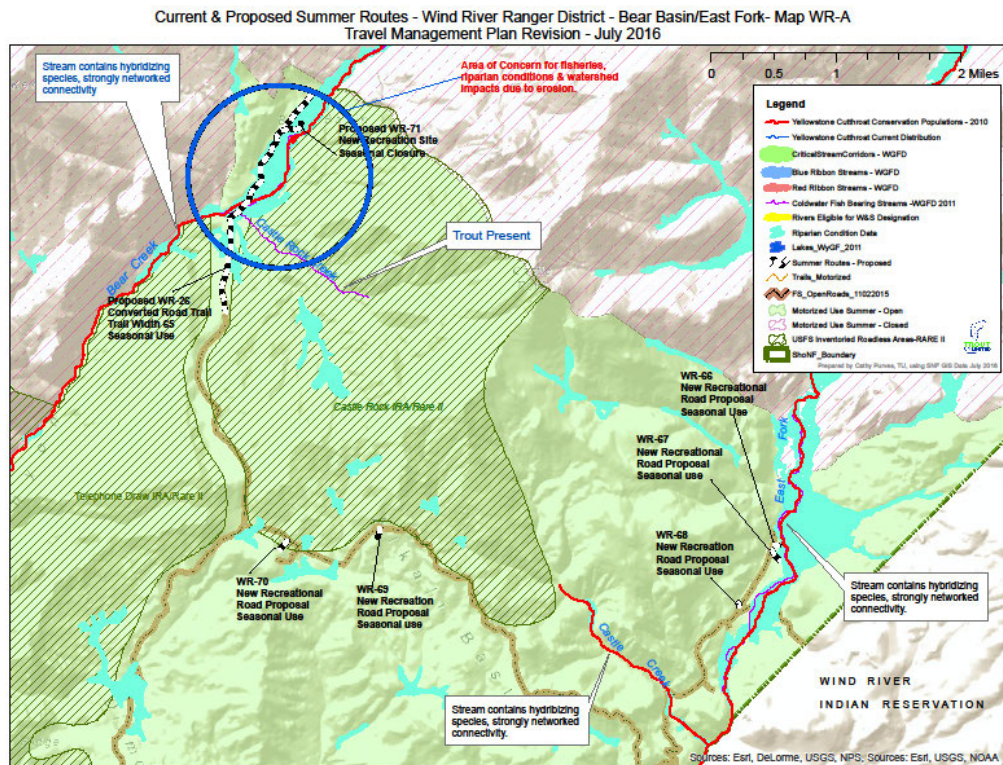 Current & Proposed Summer Routes - Wind River Ranger District - Bear Basin/East Fork- Map WR-A
Travel Management Plan Revision - July 2016
Stream contains hybridizing
species, strongly networked
connectivity
Area of Concern for fisheries,
riparian conditions & watershed
impacts due to erosion.
0 0.5 1 2 Miles
Proposed WR-71
New Recreation Site
Seasonal Closure
Legend
Yellowstone Cutthroat Conservation Populations - 2010
Yellowstone Cutthroat Current Distribution
CriticalStreamCorridors - WGFD
Blue Ribbon Streams - WGFD
Red Ribbon Streams - WGFD
Coldwater Fish Bearing Streams -WGFD 2011
Rivers Eligible for W&S Designation
Riparian Condition Data
Lakes_WyGF_2011
Summer Routes - Proposed
Trails_Motorized
FS_OpenRoads_11022015
Motorized Use Summer - Open
Motorized Use Summer - Closed
USFS Inventoried Roadless Areas-RARE II
ShoNF_Boundary
TROUT
UNLIMITED
Prepared by Cathy Purves, TU, using SNF GIS Data July 2016
Bear Creek
Castle Rock Creek
Trout Present
Proposed WR-26
Converted Road Trail
Trail Width 65
Seasonal Use
Castle Rock IRA/Rare II
WR-66
New Recreational
Road Proposal
Seasonal Use
WR-67
New Recreational
Road Proposal
Seasonal use
East Fork
Telephone Draw IRA/Rare II
WR-68
New Recreation
Road Proposal
Seasonal Use
WR-70
New Recreational
Road Proposal
Seasonal Use
WR-69
New Recreation
Road Proposal
Seasonal use
Stream contains hybridizing
species, strongly networked
connectivity.
Castle Creek
Stream contains hydribizing
species, strongly networked
connectivity.
WIND RIVER
INDIAN RESERVATION
Sources: Esri, DeLorme, USGS, NPS, Sources: Esri, USGS, NOAA